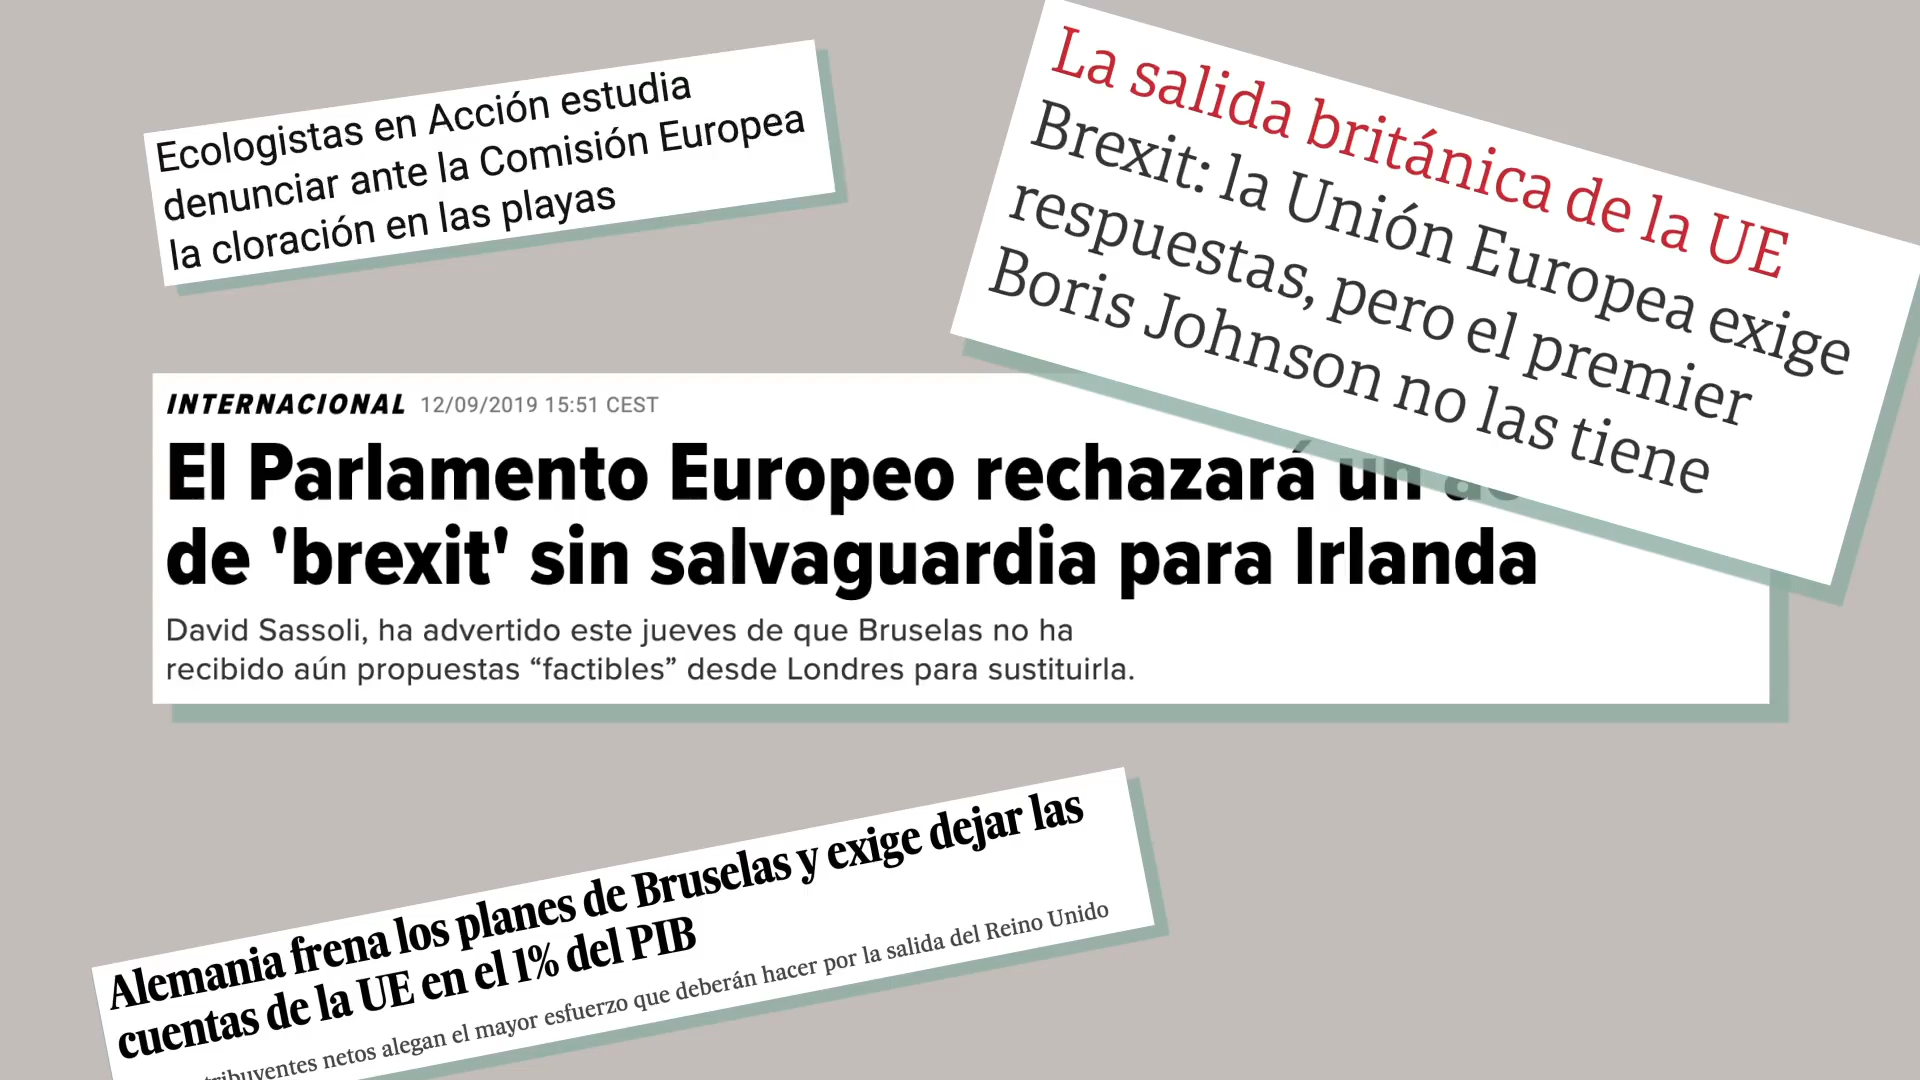 Ecologistas en Acción estudia
denunciar ante la Comisión Europea
la cloración en las playas
La salida británica de la UE
Brexit: la Unión Europea exige
respuestas, pero el premier
Boris Johnson no las tiene
INTERNACIONAL 12/09/2019 15:51 CEST
El Parlamento Europeo rechazará un
de 'brexit' sin salvaguardia para Irlanda
David Sassoli, ha advertido este jueves de que Bruselas no ha
recibido aún propuestas “factibles” desde Londres para sustituirla.
Alemania frena los planes de Bruselas y exige dejar las
cuentas de la UE en el 1% del PIB
netos alegan el mayor esfuerzo que deberán hacer por la salida del Reino Unido